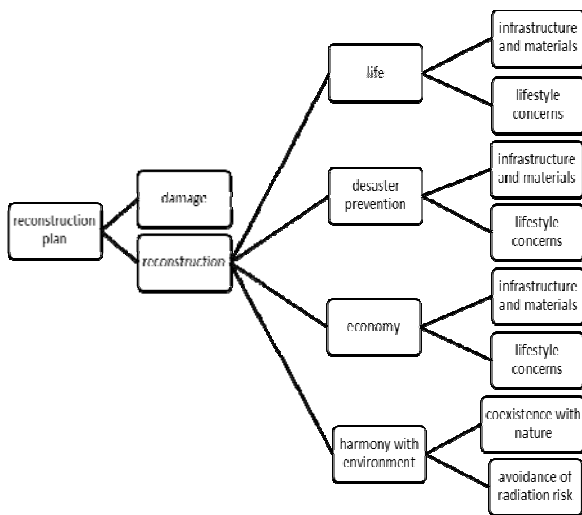 reconstruction
plan
damage
reconstruction
life
infrastructure
and materials
lifestyle
concerns
disaster
prevention
infrastructure
and materials
lifestyle
concerns
economy
infrastructure
and materials
lifestyle
concerns
harmony with
environment
coexistence with
nature
avoidance of
radiation risk